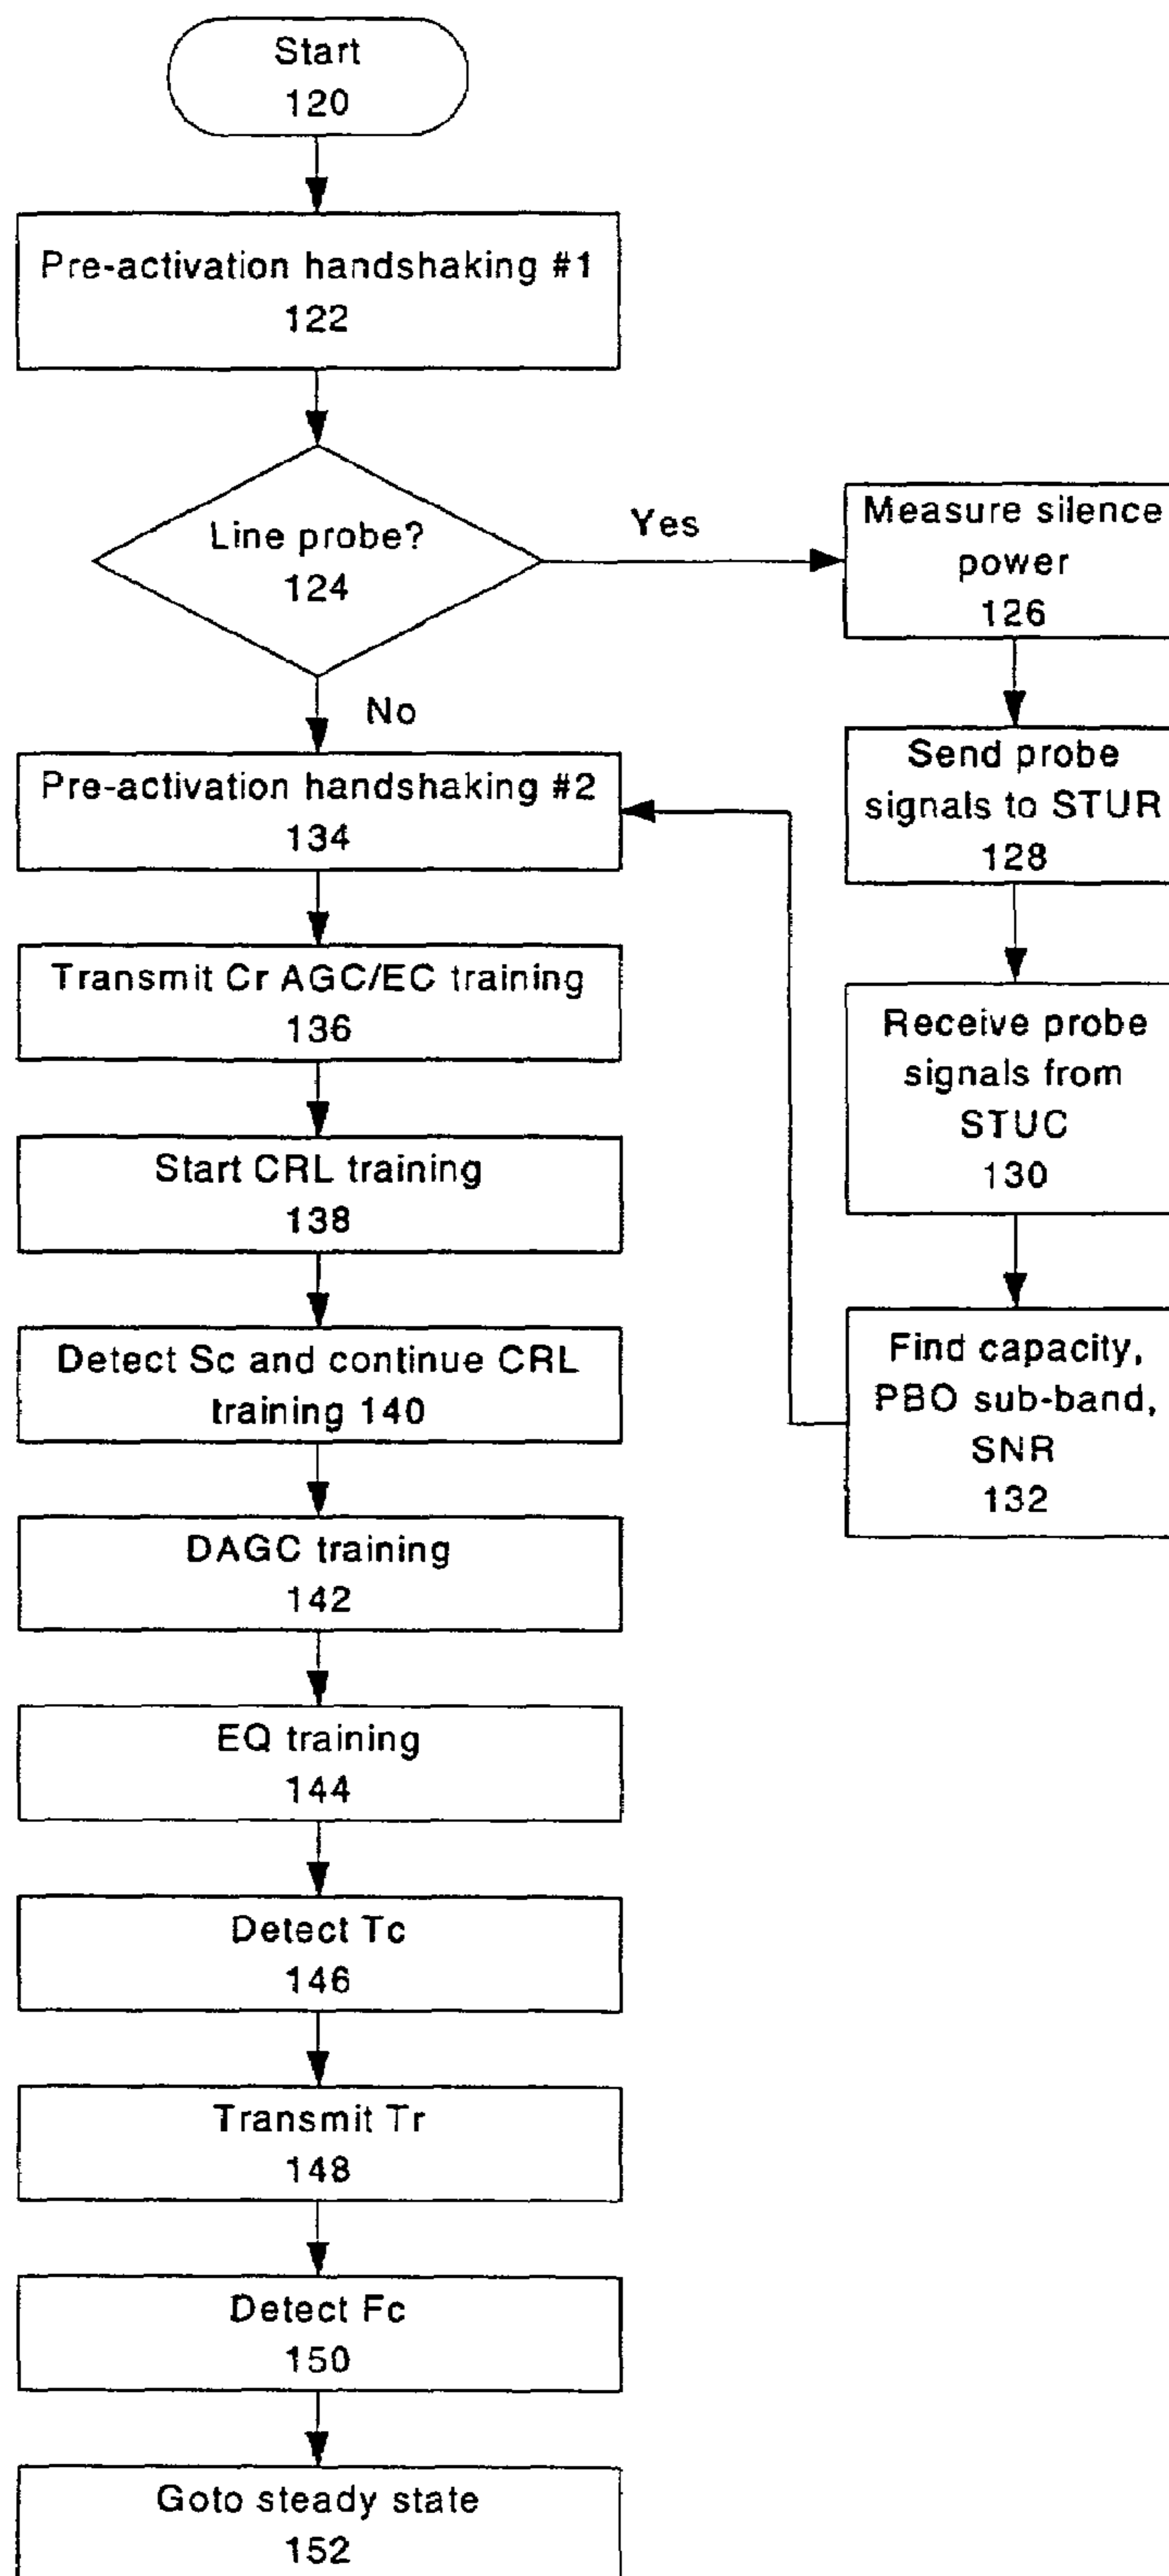 Start
120
Pre-activation handshaking #1
122
Line probe?
124
Yes
No
Measure silence
power
126
Send probe
signals to STUR
128
Receive probe
signals from
STUC
130
Find capacity,
PBO sub-band,
SNR
132
Pre-activation handshaking #2
134
Transmit Cr AGC/EC training
136
Start CRL training
138
Detect Sc and continue CRL
training 140
DAGC training
142
EQ training
144
Detect Tc
146
Transmit Tr
148
Detect Fc
150
Goto steady state
152